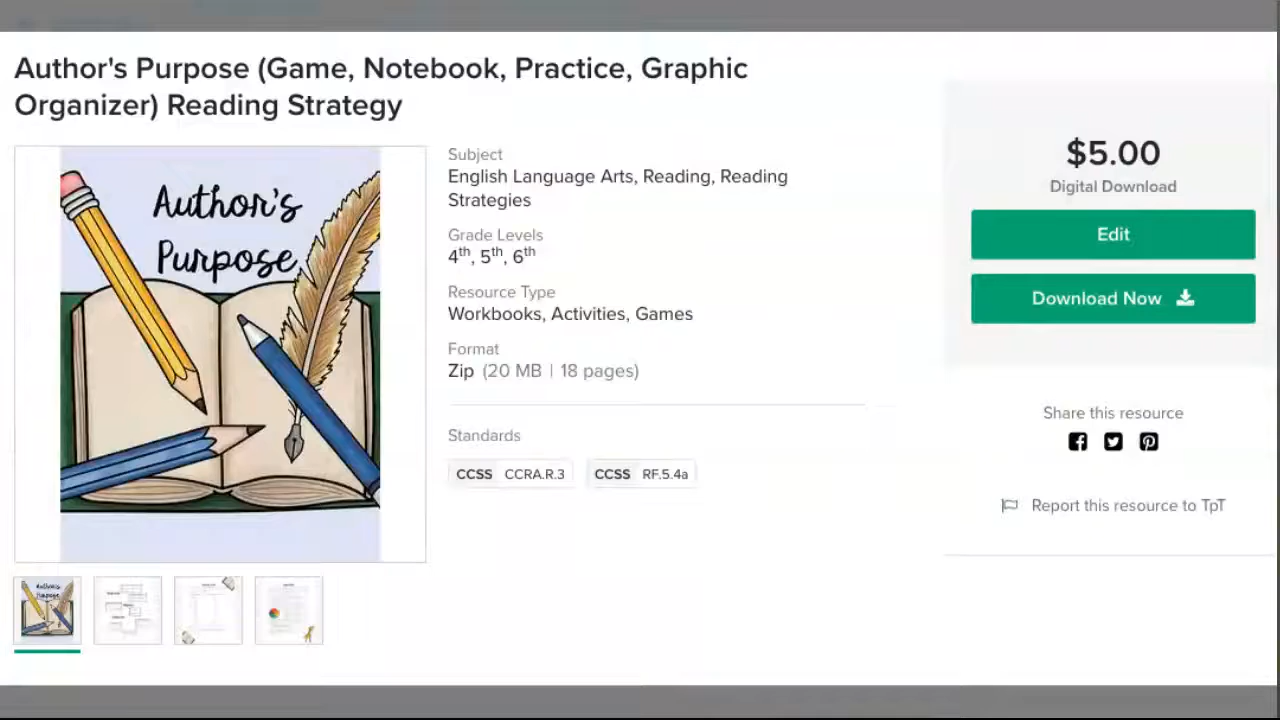 Author's Purpose (Game, Notebook, Practice, Graphic
Organizer) Reading Strategy
Author's
Purpose
Subject
English Language Arts, Reading, Reading
Strategies
Grade Levels
4th, 5th, 6th
Resource Type
Workbooks, Activities, Games
Format
Zip (20 MB | 18 pages)
Standards
CCSS CCRA.R.3 CCSS RF.5.4a
$5.00
Digital Download
Edit
Download Now
Share this resource
Report this resource to TpT
Author's
Purpose